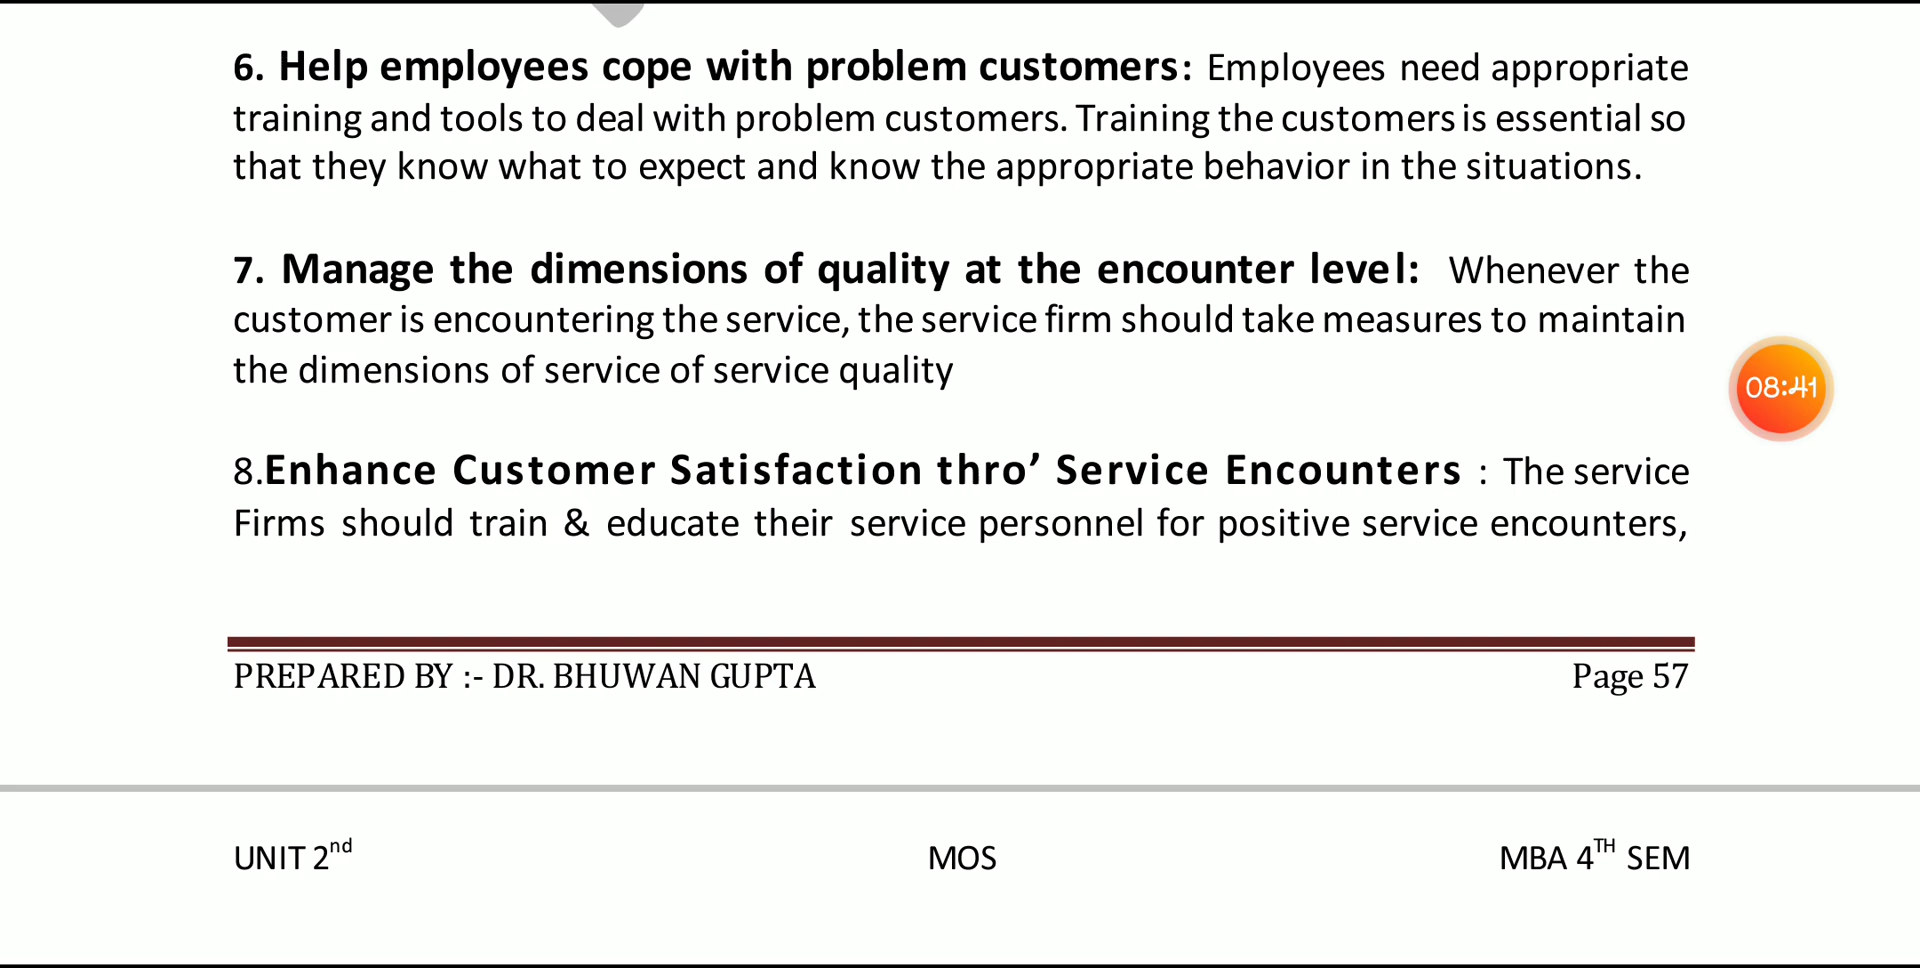 6. Help employees cope with problem customers: Employees need appropriate
training and tools to deal with problem customers. Training the customers is essential so
that they know what to expect and know the appropriate behavior in the situations.
7. Manage the dimensions of quality at the encounter level: Whenever the
customer is encountering the service, the service firm should take measures to maintain
the dimensions of service of service quality
08:41
8.Enhance Customer Satisfaction thro’ Service Encounters : The service
Firms should train & educate their service personnel for positive service encounters,
PREPARED BY :- DR. BHUWAN GUPTA Page 57
UNIT 2nd MOS MBA 4TH SEM